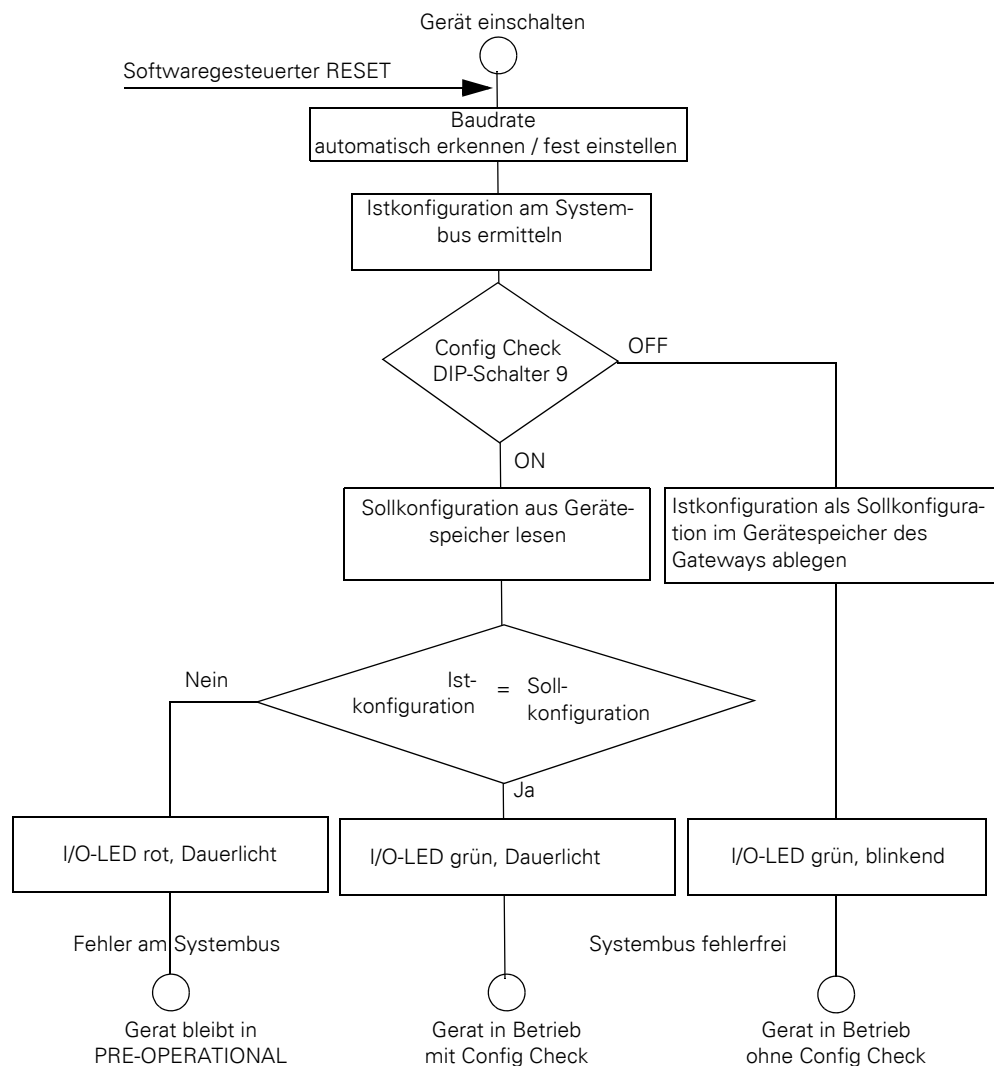 Gerät einschalten
Softwaregesteuerter RESET
Baudrate
automatisch erkennen / fest einstellen
Istkonfiguration am System-
bus ermitteln
Config Check
DIP-Schalter 9
OFF
ON
Sollkonfiguration aus Geräte-
speicher lesen
Istkonfiguration als Sollkonfigura-
tion im Gerätespeicher des
Gateways ablegen
Nein
Ist-
konfiguration
=
Soll-
konfiguration
Ja
I/O-LED rot, Dauerlicht
I/O-LED grün, Dauerlicht
I/O-LED grün, blinkend
Fehler am Systembus
Systembus fehlerfrei
Gerat bleibt in
PRE-OPERATIONAL
Gerat in Betrieb
mit Config Check
Gerat in Betrieb
ohne Config Check